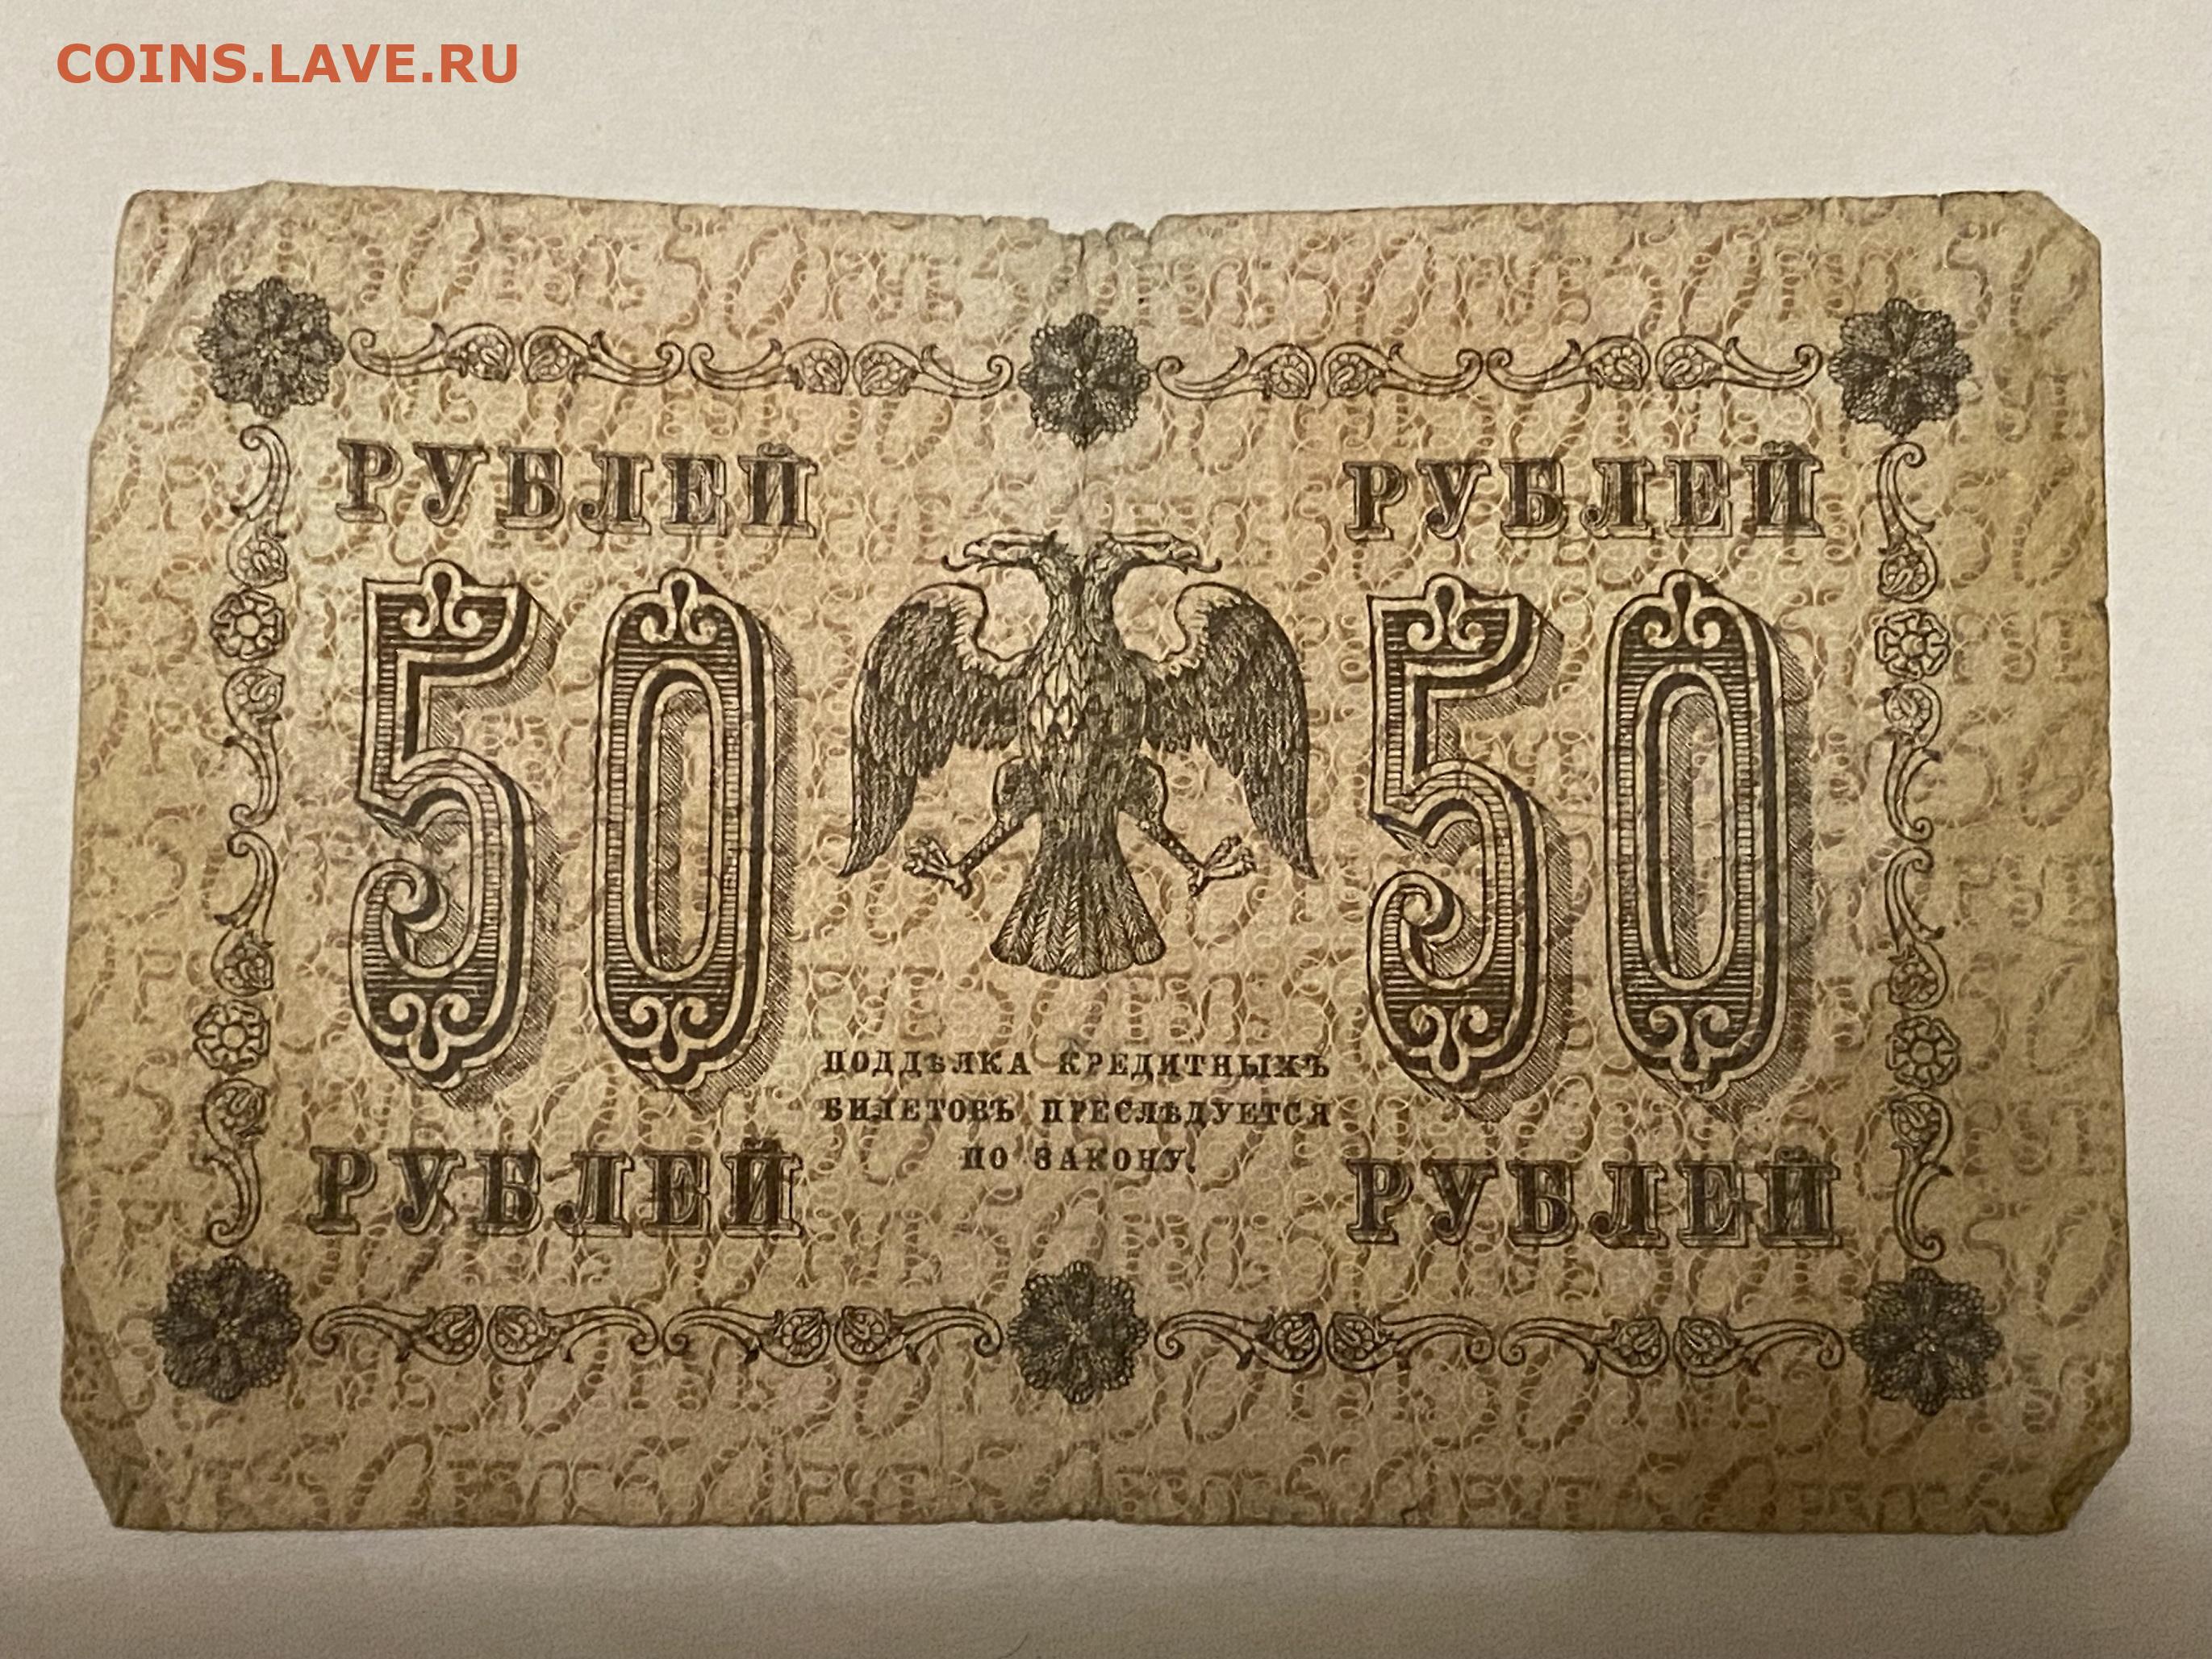 COINS.LAVE.RU
РУБЛЕЙ РУБЛЕЙ
50 50
ПОДДѢЛКА КРЕДИТНЫХЪ
БИЛЕТОВЪ ПРЕСЛѢДУЕТСЯ
ПО ЗАКОНУ.
РУБЛЕЙ РУБЛЕЙ